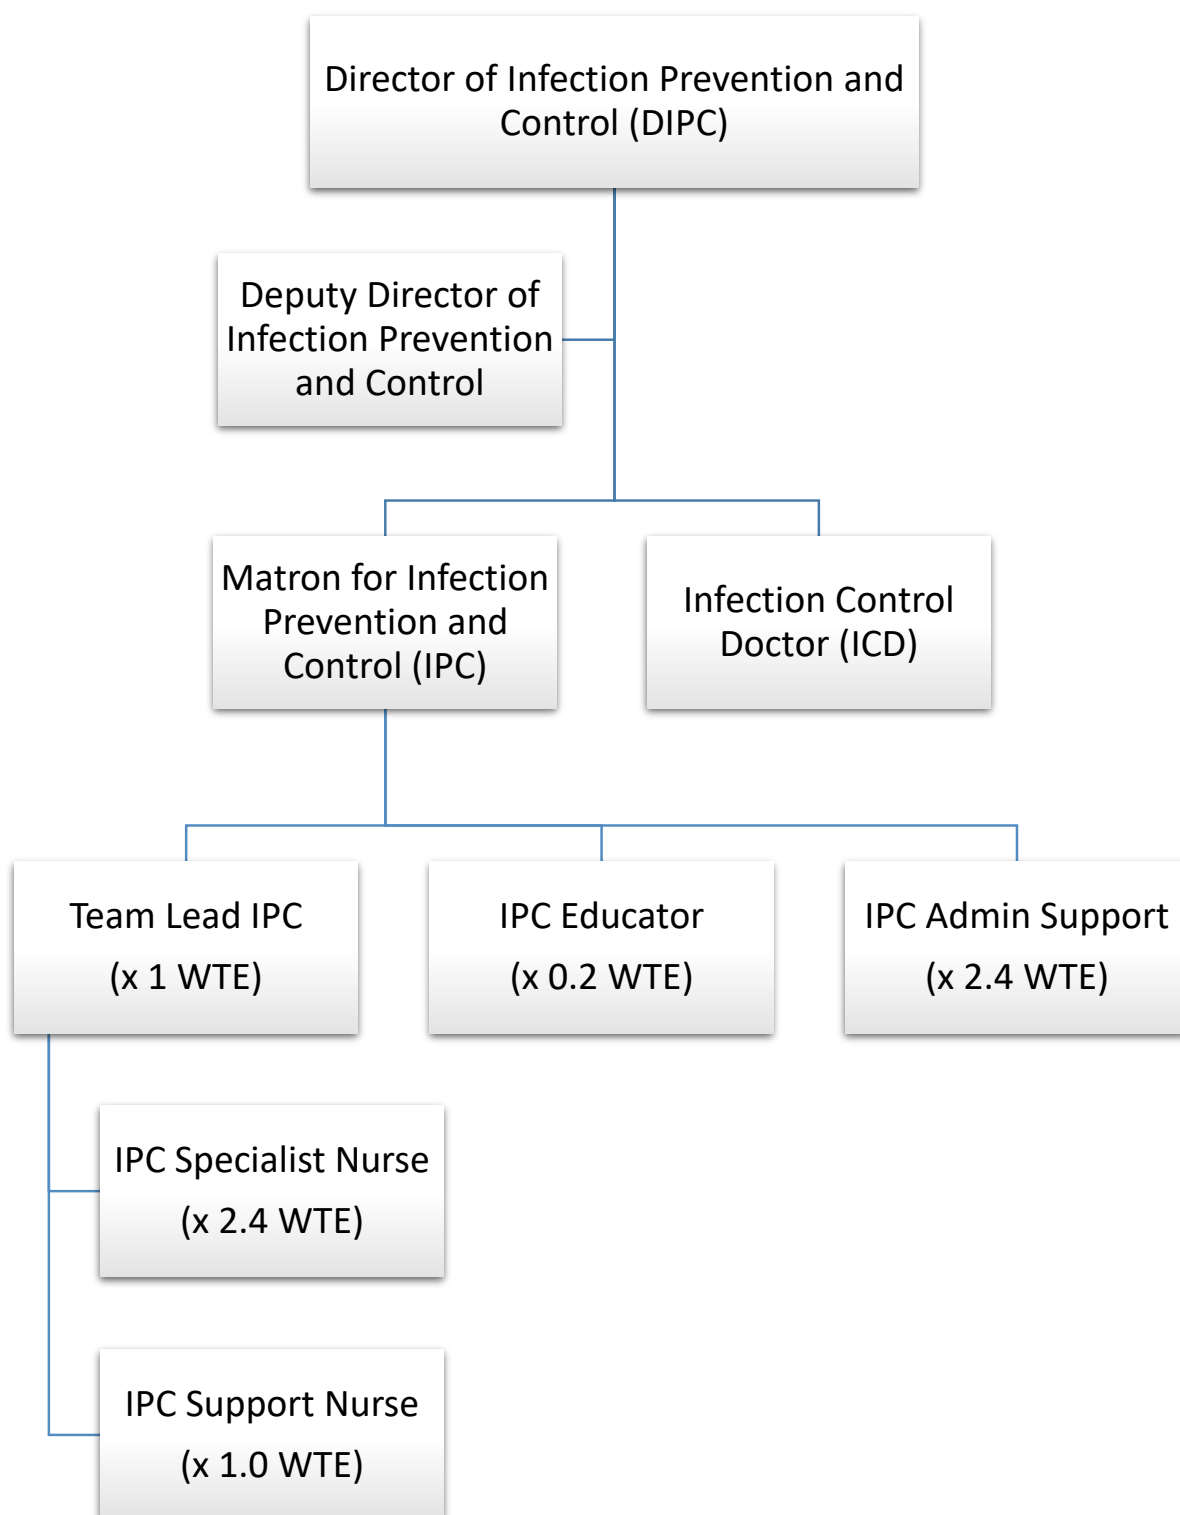 Director of Infection Prevention and
Control (DIPC)
Deputy Director of
Infection Prevention
and Control
Matron for Infection
Prevention and
Control (IPC)
Infection Control
Doctor (ICD)
Team Lead IPC
(x 1 WTE)
IPC Educator
(x 0.2 WTE)
IPC Admin Support
(x 2.4 WTE)
IPC Specialist Nurse
(x 2.4 WTE)
IPC Support Nurse
(x 1.0 WTE)